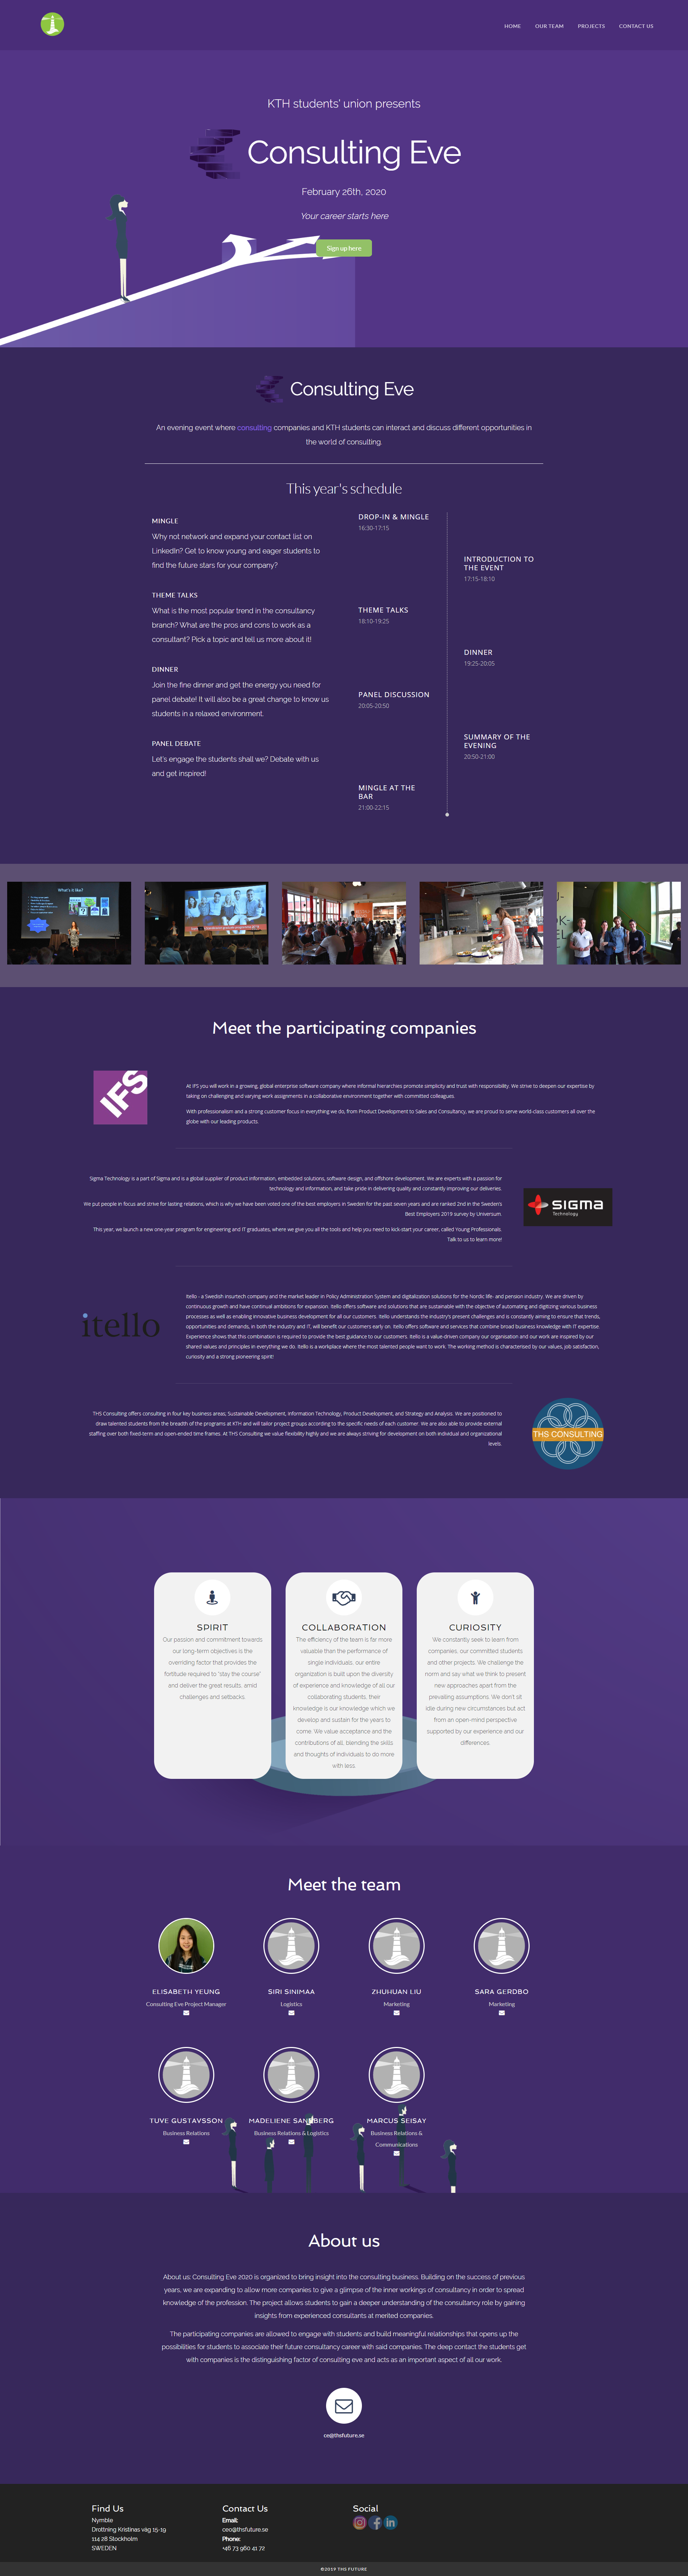 HOME OUR TEAM PROJECTS CONTACT US
KTH students' union presents
Consulting Eve
February 26th, 2020
Your career starts here
Sign up here
Consulting Eve
An evening event where consulting companies and KTH students can interact and discuss different opportunities in
the world of consulting.
This year's schedule
MINGLE
Why not network and expand your contact list on
LinkedIn? Get to know young and eager students to
find the future stars for your company?
THEME TALKS
What is the most popular trend in the consultancy
branch? What are the pros and cons to work as a
consultant? Pick a topic and tell us more about it!
DINNER
Join the fine dinner and get the energy you need for
panel debate! It will also be a great change to know us
students in a relaxed environment.
PANEL DEBATE
Let's engage the students shall we? Debate with us
and get inspired!
DROP-IN & MINGLE
16:30-17:15
INTRODUCTION TO
THE EVENT
17:15-18:10
THEME TALKS
18:10-19:25
DINNER
19:25-20:05
PANEL DISCUSSION
20:05-20:50
SUMMARY OF THE
EVENING
20:50-21:00
MINGLE AT THE
BAR
21:00-22:15
What's it like?
Meet the participating companies
IFS
At IFS you will work in a growing, global enterprise software company where informal hierarchies promote simplicity and trust with responsibility. We strive to deepen our expertise by
taking on challenging and varying work assignments in a collaborative environment together with committed colleagues.
With professionalism and a strong customer focus in everything we do, from Product Development to Sales and Consultancy, we are proud to serve world-class customers all over the
globe with our leading products.
Sigma Technology is a part of Sigma and is a global supplier of product information, embedded solutions, software design, and offshore development. We are experts with a passion for
technology and information, and take pride in delivering quality and constantly improving our deliveries.
We put people in focus and strive for lasting relations, which is why we have been voted one of the best employers in Sweden for the past seven years and are ranked 2nd in the Sweden's
Best Employers 2019 survey by Universum.
This year, we launch a new one-year program for engineering and IT graduates, where we give you all the tools and help you need to kick-start your career, called Young Professionals.
Talk to us to learn more!
SIGMA
Technology
itello
Itello - a Swedish insurtech company and the market leader in Policy Administration System and digitalization solutions for the Nordic life- and pension industry. We are driven by
continuous growth and have continual ambitions for expansion. Itello offers software and solutions that are sustainable with the objective of automating and digitizing various business
processes as well as enabling innovative business development for all our customers. Itello understands the industry's present challenges and is constantly aiming to ensure that trends,
opportunities and demands, in both the industry and IT, will benefit our customers early on. Itello offers software and services that combine broad business knowledge with IT expertise.
Experience shows that this combination is required to provide the best guidance to our customers. Itello is a value-driven company our organisation and our work are inspired by our
shared values and principles in everything we do. Itello is a workplace where the most talented people want to work. The working method is characterised by our values, job satisfaction,
curiosity and a strong pioneering spirit!
THS Consulting offers consulting in four key business areas; Sustainable Development, Information Technology, Product Development, and Strategy and Analysis. We are positioned to
draw talented students from the breadth of the programs at KTH and will tailor project groups according to the specific needs of each customer. We are also able to provide external
staffing over both fixed-term and open-ended time frames. At THS Consulting we value flexibility highly and we are always striving for development on both individual and organizational
levels.
THS CONSULTING
SPIRIT
Our passion and commitment towards
our long-term objectives is the
overriding factor that provides the
fortitude required to "stay the course"
and deliver the great results, amid
challenges and setbacks.
COLLABORATION
The efficiency of the team is far more
valuable than the performance of
single individuals; our entire
organization is built upon the diversity
of experience and knowledge of all our
collaborating students; their
knowledge is our knowledge which we
develop and sustain for the years to
come. We value acceptance and the
contributions of all, blending the skills
and thoughts of individuals to do more
with less.
CURIOSITY
We constantly seek to learn from
companies, our committed students
and other projects. We challenge the
norm and say what we think to present
new approaches apart from the
prevailing assumptions. We don't sit
idle during new circumstances but act
from an open-mind perspective
supported by our experience and our
differences.
Meet the team
ELISABETH YEUNG
Consulting Eve Project Manager
SIRI SINIMAA
Logistics
ZHUHUAN LIU
Marketing
SARA GERDBO
Marketing
TUVE GUSTAVSSON
Business Relations
MADELIENE SANDBERG
Business Relations & Logistics
MARCUS SEISAY
Business Relations &
Communications
About us
About us: Consulting Eve 2020 is organized to bring insight into the consulting business. Building on the success of previous
years, we are expanding to allow more companies to give a glimpse of the inner workings of consultancy in order to spread
knowledge of the profession. The project allows students to gain a deeper understanding of the consultancy role by gaining
insights from experienced consultants at merited companies.
The participating companies are allowed to engage with students and build meaningful relationships that opens up the
possibilities for students to associate their future consultancy career with said companies. The deep contact the students get
with companies is the distinguishing factor of consulting eve and acts as an important aspect of all our work.
ce@thsfuture.se
Find Us
Nymble
Drottning Kristinas väg 15-19
114 28 Stockholm
SWEDEN
Contact Us
Email:
ceo@thsfuture.se
Phone:
+46 73 960 41 72
Social
©2019 THS FUTURE